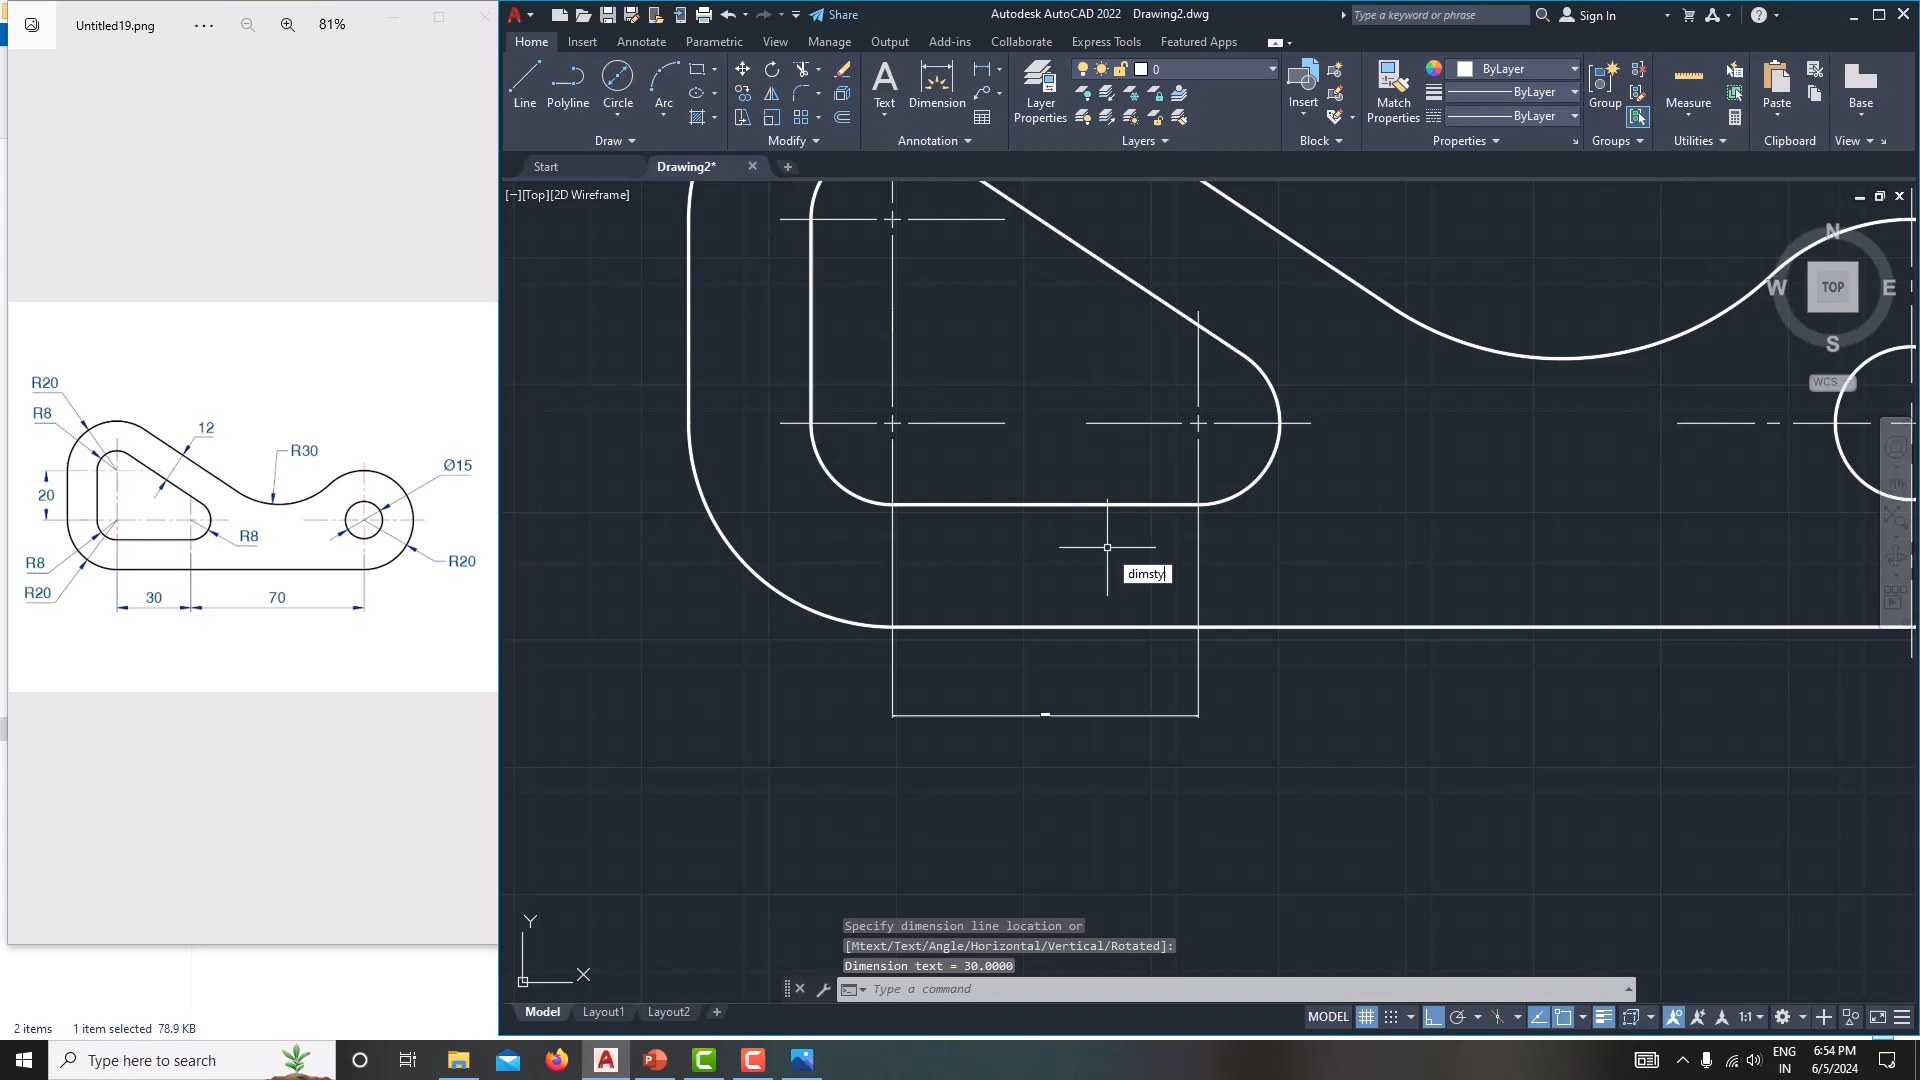 Untitled19.png
81%
R20
R8
12
R30
Ø15
20
R8
R8
R20
R20
30
70
2 items
1 item selected 78.9 KB
Share
Autodesk AutoCAD 2022 Drawing2.dwg
Type a keyword or phrase
Sign In
Home
Insert
Annotate
Parametric
View
Manage
Output
Add-ins
Collaborate
Express Tools
Featured Apps
Line
Polyline
Circle
Arc
Text
Dimension
Layer
Properties
0
Insert
Match
Properties
ByLayer
ByLayer
ByLayer
Group
Measure
Paste
Base
Draw
Modify
Annotation
Layers
Block
Properties
Groups
Utilities
Clipboard
View
Start
Drawing2*
[−][Top][2D Wireframe]
N
W
TOP
E
S
WCS
dimsty
Y
X
Specify dimension line location or
[Mtext/Text/Angle/Horizontal/Vertical/Rotated]:
Dimension text = 30.0000
Type a command
Model
Layout1
Layout2
MODEL
1:1
Type here to search
ENG
IN
6:54 PM
6/5/2024